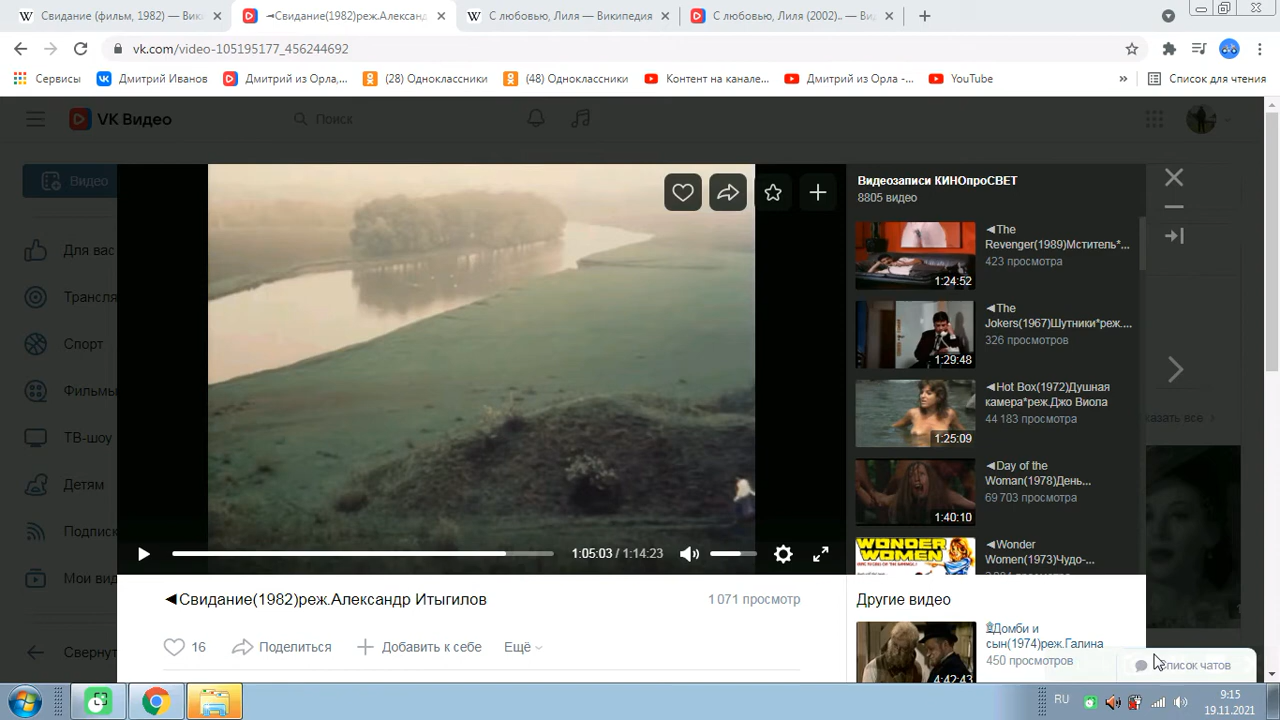 Свидание (фильм, 1982) — Вики
◄Свидание(1982)реж.Александ
С любовью, Лиля — Википедия
С любовью, Лиля (2002).. — Ви
vk.com/video-105195177_456244692
Сервисы
Дмитрий Иванов
Дмитрий из Орла,...
(28) Одноклассники
(48) Одноклассники
Контент на канале...
Дмитрий из Орла -...
YouTube
»
Список для чтения
VK Видео
Поиск
Видео
Для вас
Трансля
Спорт
Фильмы
ТВ-шоу
Детям
Подписк
Мои вид
Свернут
1:05:03 / 1:14:23
Видеозаписи КИНОпроСВЕТ
8805 видео
◄The
Revenger(1989)Мститель*...
423 просмотра
1:24:52
◄The
Jokers(1967)Шутники*реж....
326 просмотров
1:29:48
◄Hot Box(1972)Душная
камера*реж.Джо Виола
44 183 просмотра
1:25:09
◄Day of the
Woman(1978)День...
69 703 просмотра
1:40:10
WONDER
WOMEN
◄Wonder
Women(1973)Чудо-...
казать все
◄Свидание(1982)реж.Александр Итыгилов
1 071 просмотр
16
Поделиться
Добавить к себе
Ещё
Другие видео
Домби и
сын(1974)реж.Галина
450 просмотров
4:42:43
Список чатов
RU
9:15
19.11.2021